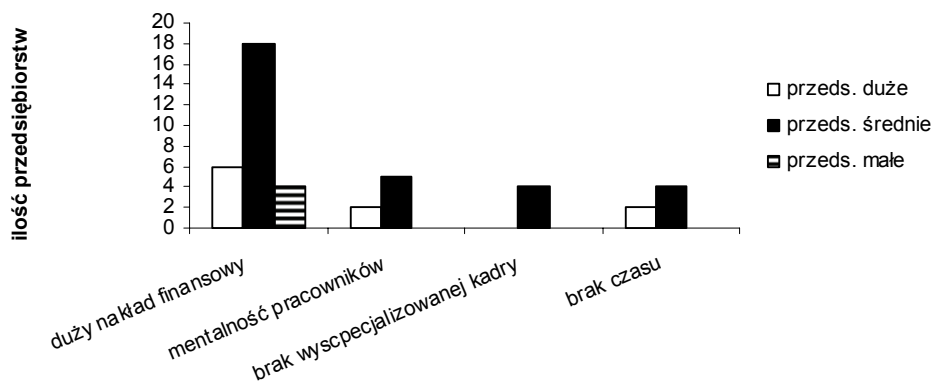 ilość przedsiębiorstw
20
18
16
14
12
10
8
6
4
2
0
duży nakład finansowy
mentalność pracowników
brak wyscpecjalizowanej kadry
brak czasu
przeds. duże
przeds. średnie
przeds. małe